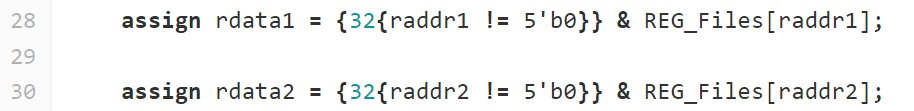 28 assign rdata1 = {32{raddr1 != 5'b0}} & REG_Files[raddr1];
29
30 assign rdata2 = {32{raddr2 != 5'b0}} & REG_Files[raddr2];